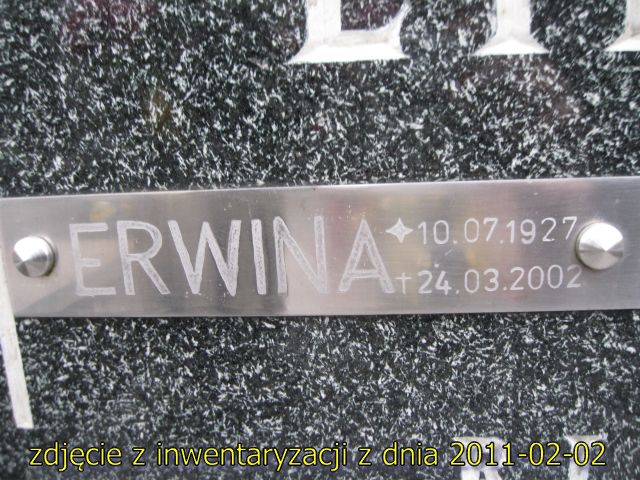 ERWINA
✧10.07.1927
†24.03.2002
zdjęcie z inwentaryzacji z dnia 2011-02-02